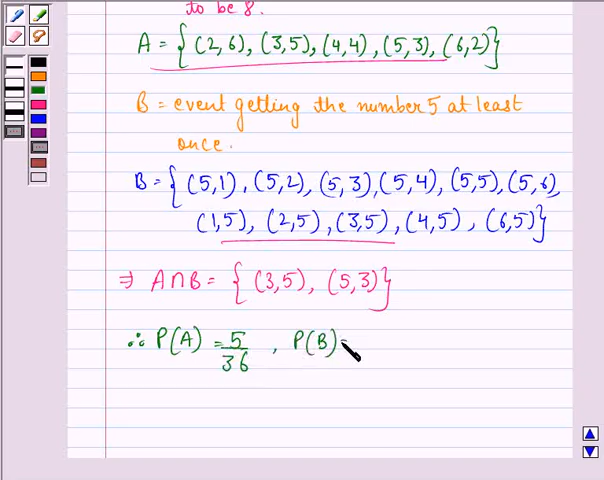 to be 8.
A = {(2,6), (3,5), (4,4), (5,3), (6,2)}
B = event getting the number 5 at least
once.
B = {(5,1), (5,2), (5,3), (5,4), (5,5), (5,6),
(1,5), (2,5), (3,5), (4,5), (6,5)}
⇒ A∩B = {(3,5), (5,3)}
∴ P(A) = 5/36 , P(B) =